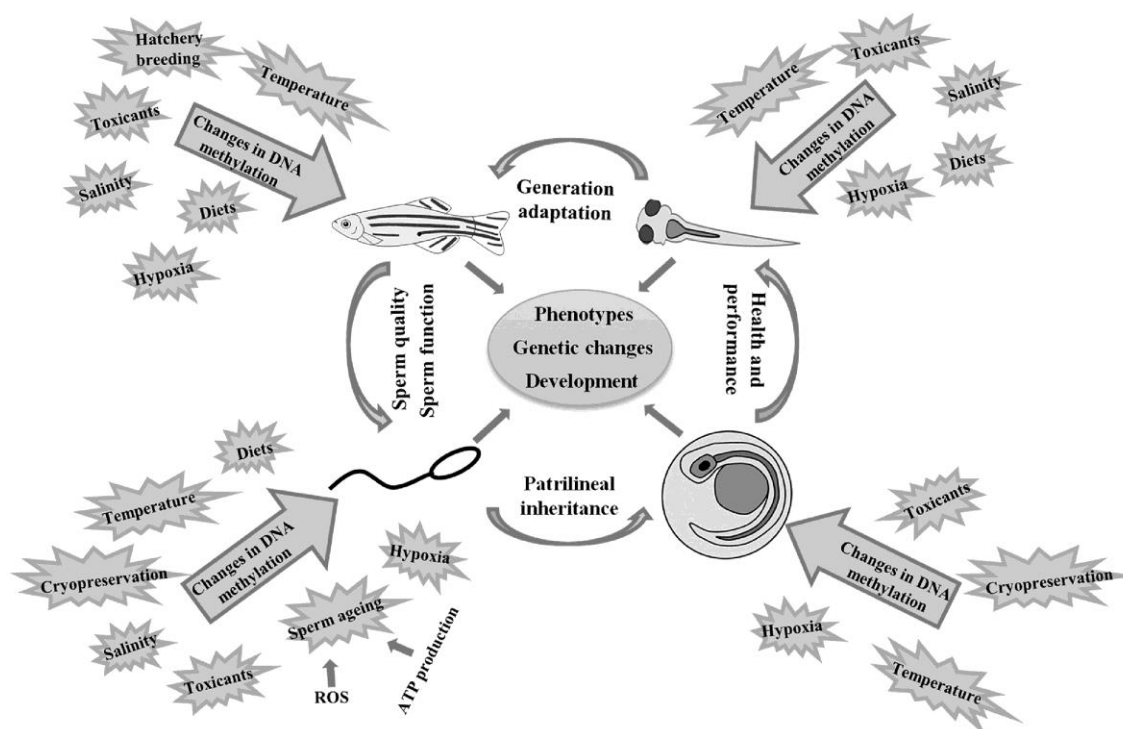 Hatchery
breeding
Temperature
Toxicants
Changes in DNA
methylation
Salinity
Diets
Hypoxia
Toxicants
Temperature
Salinity
Changes in DNA
methylation
Diets
Hypoxia
Generation
adaptation
Phenotypes
Genetic changes
Development
Sperm quality
Sperm function
Health and
performance
Patrilineal
inheritance
Diets
Temperature
Changes in DNA
methylation
Cryopreservation
Hypoxia
Sperm ageing
Salinity
Toxicants
ROS
ATP production
Toxicants
Changes in DNA
methylation
Cryopreservation
Hypoxia
Temperature